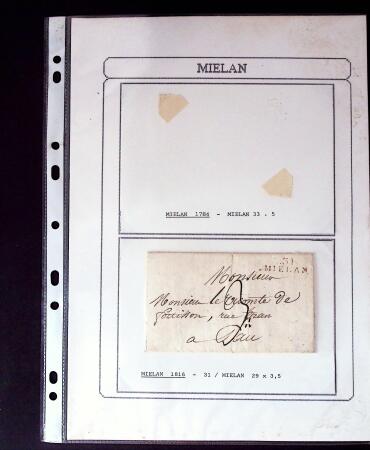 MIELAN
MIELAN 1784 - MIELAN 33 . 5
31
MIELAN
Monsieur
Monsieur le Vicomte de
rue
a Pau
MIELAN 1816 - 31 / MIELAN 29 x 3,5